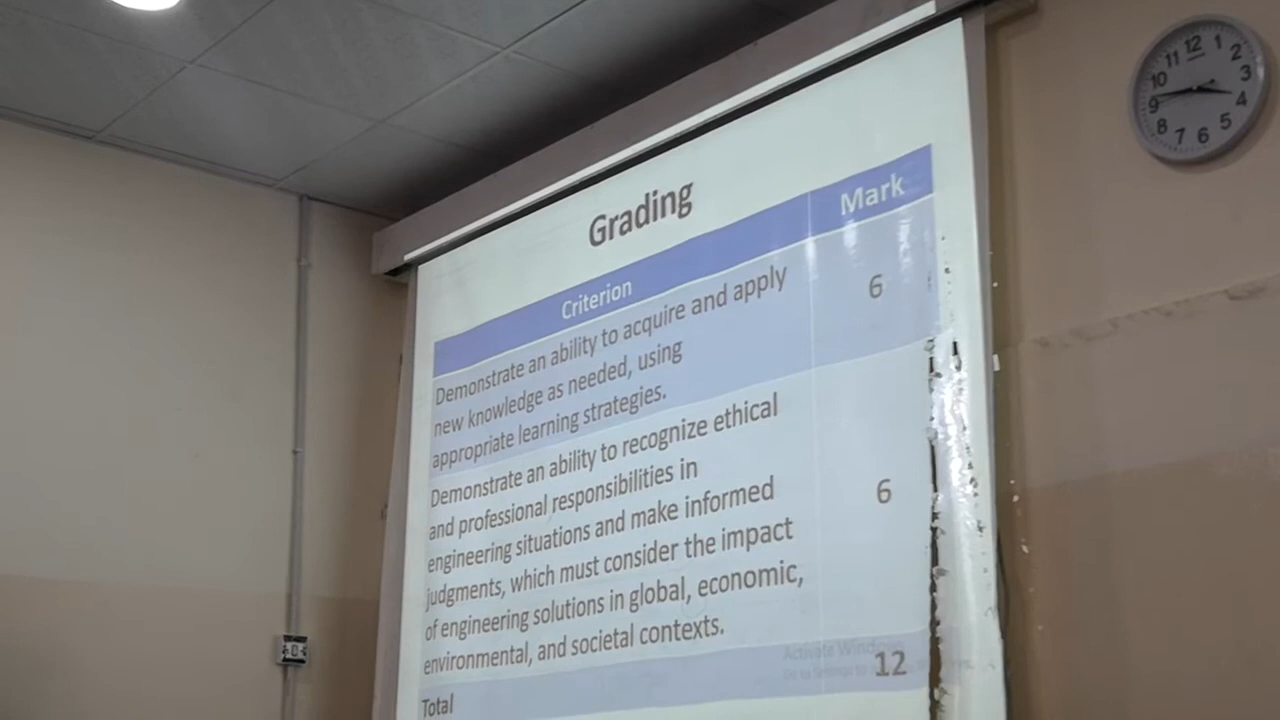 12
1
2
3
4
5
6
7
8
9
10
11
Grading
Criterion Mark
Demonstrate an ability to acquire and apply 6
new knowledge as needed, using
appropriate learning strategies.
Demonstrate an ability to recognize ethical
and professional responsibilities in
engineering situations and make informed 6
judgments, which must consider the impact
of engineering solutions in global, economic,
environmental, and societal contexts.
Activate Windows
Total 12